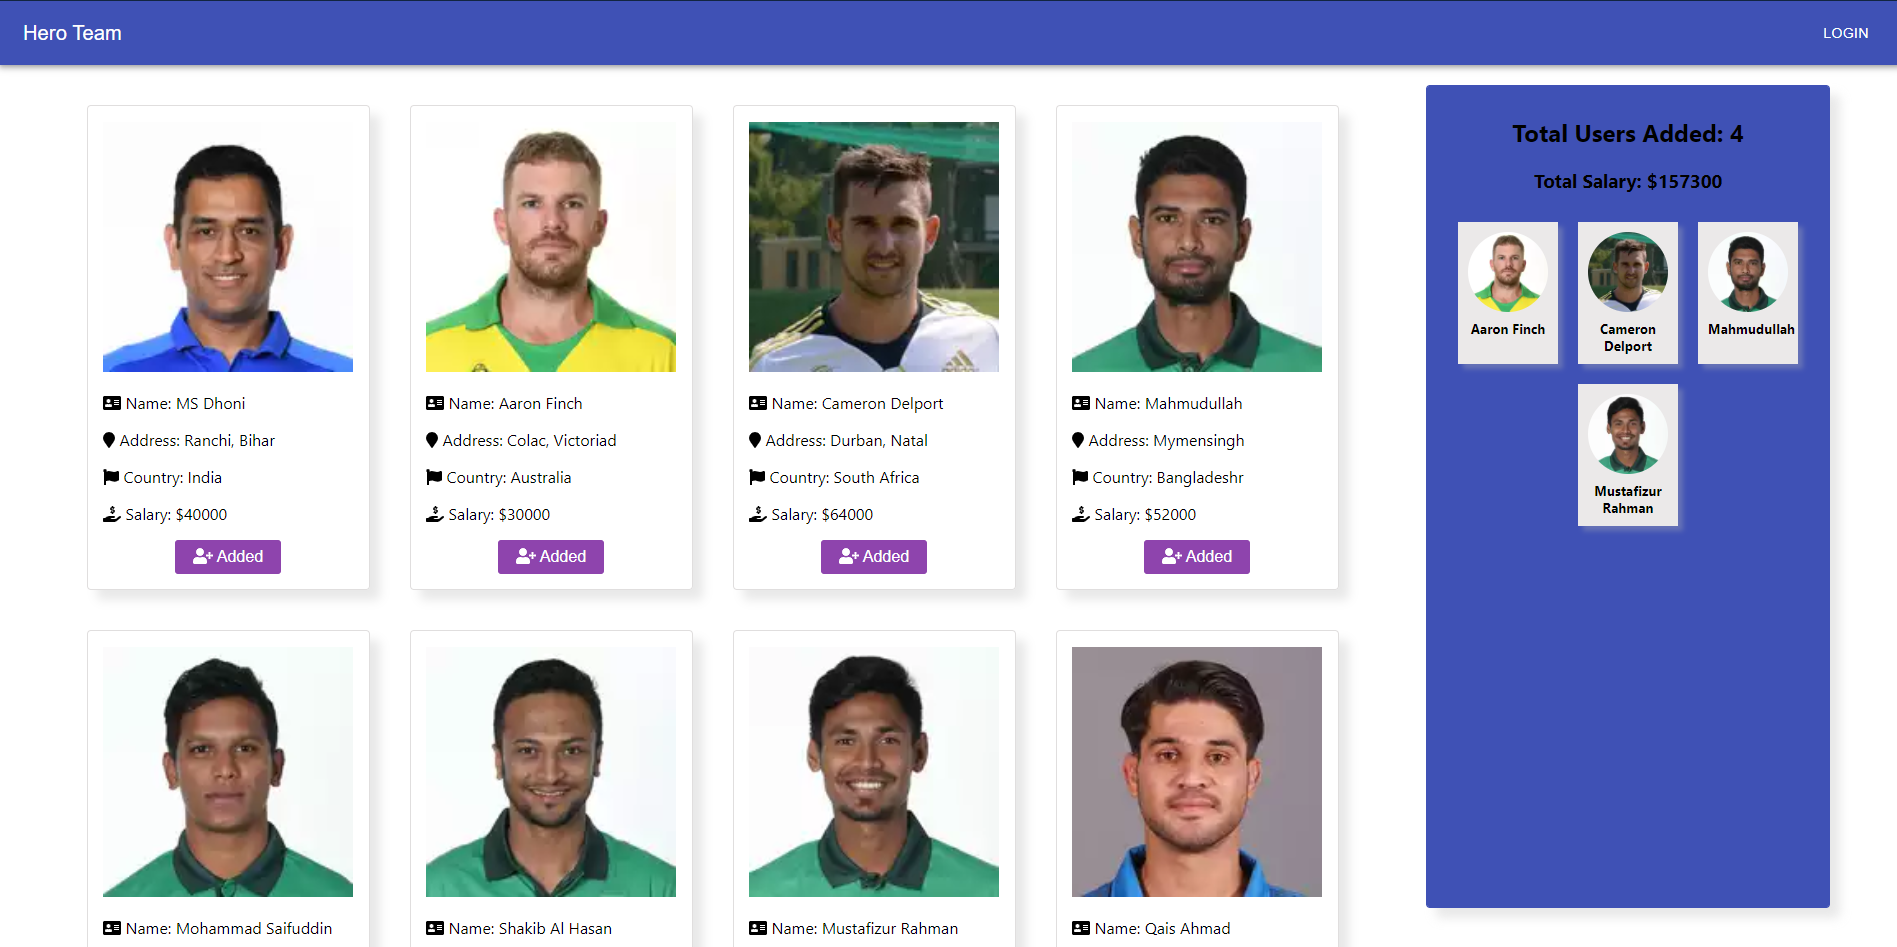 Hero Team
LOGIN
Name: MS Dhoni
Address: Ranchi, Bihar
Country: India
Salary: $40000
Added
Name: Aaron Finch
Address: Colac, Victoriad
Country: Australia
Salary: $30000
Added
Name: Cameron Delport
Address: Durban, Natal
Country: South Africa
Salary: $64000
Added
Name: Mahmudullah
Address: Mymensingh
Country: Bangladeshr
Salary: $52000
Added
Name: Mohammad Saifuddin
Name: Shakib Al Hasan
Name: Mustafizur Rahman
Name: Qais Ahmad
Total Users Added: 4
Total Salary: $157300
Aaron Finch
Cameron
Delport
Mahmudullah
Mustafizur
Rahman